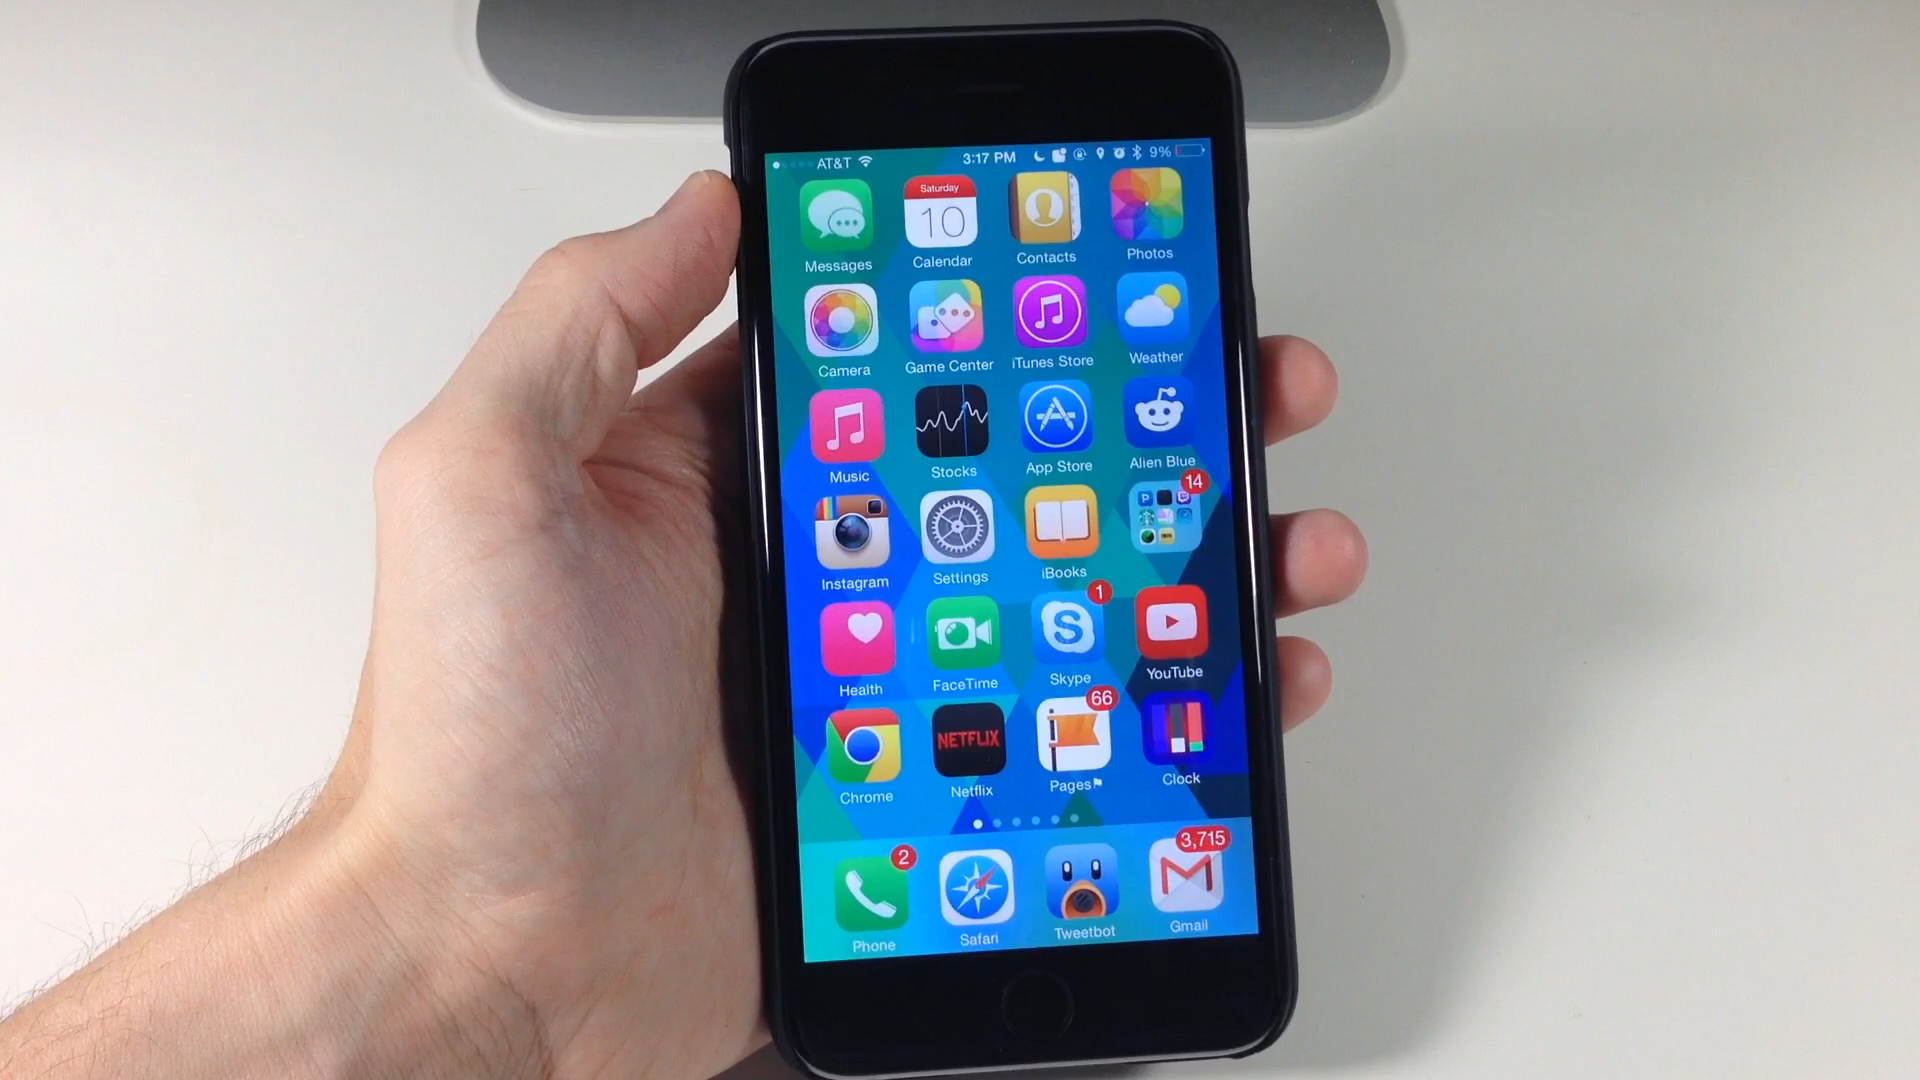 AT&T 3:17 PM 9%
Saturday
10
Messages Calendar Contacts Photos
Camera Game Center iTunes Store Weather
Music Stocks App Store Alien Blue
14
Instagram Settings iBooks
1
Health FaceTime Skype YouTube
NETFLIX
66
Chrome Netflix Pages Clock
2
3,715
Phone Safari Tweetbot Gmail